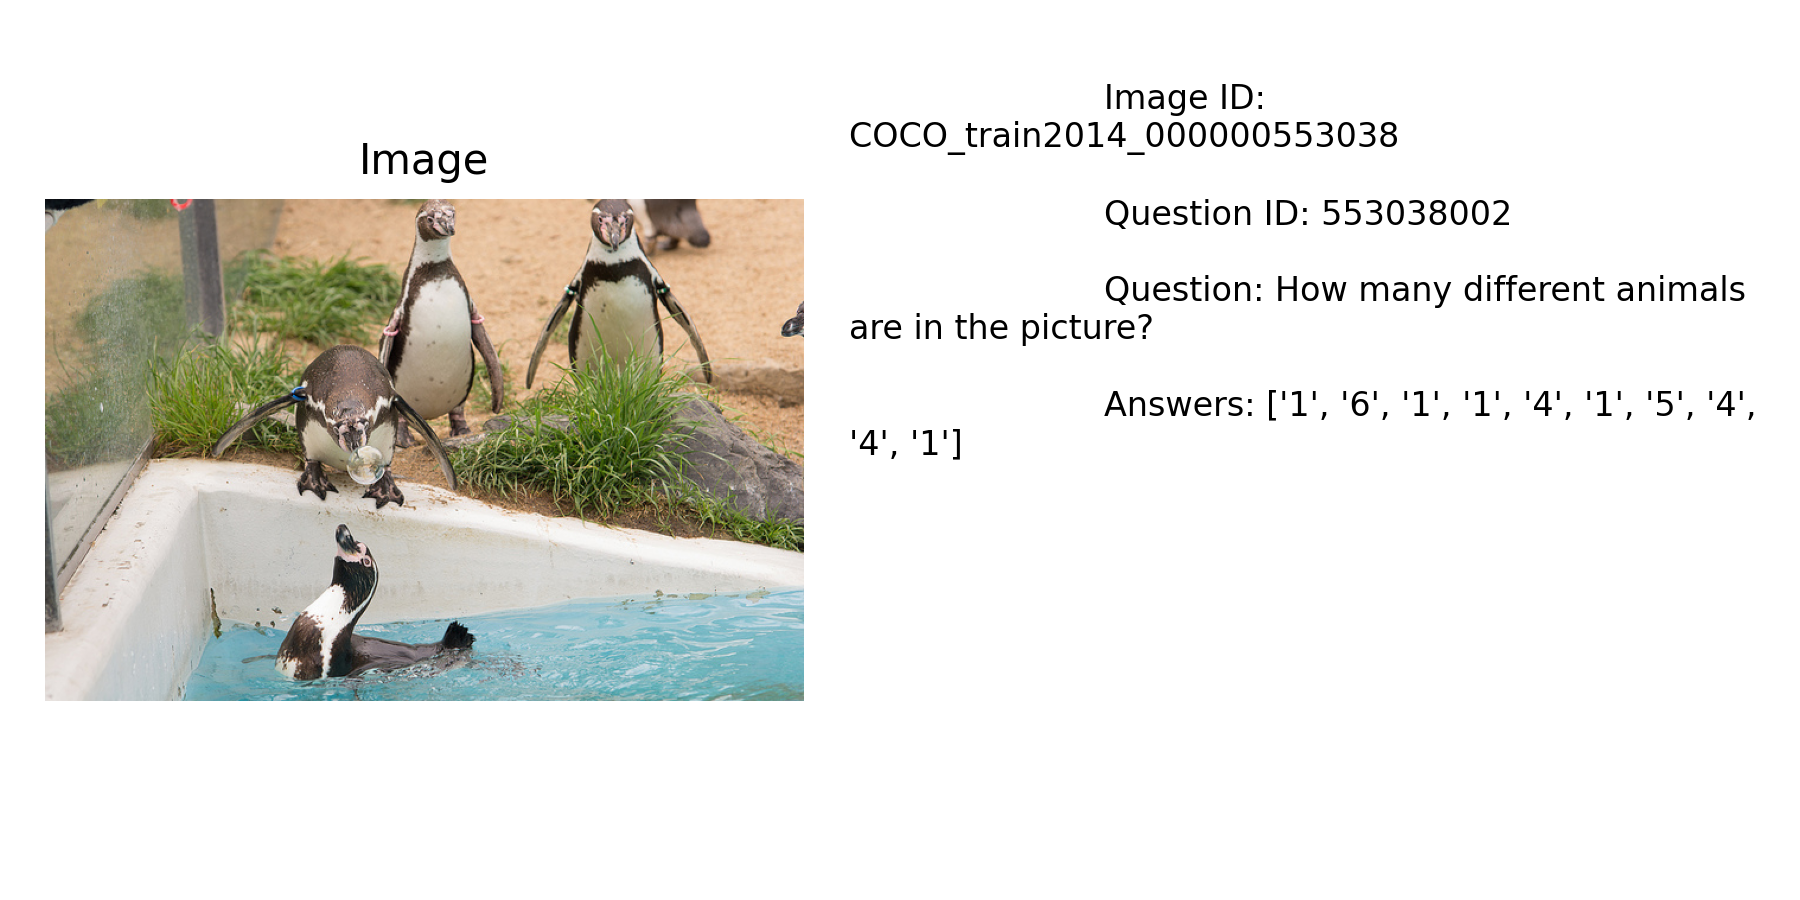 Image
Image ID:
COCO_train2014_000000553038
Question ID: 553038002
Question: How many different animals
are in the picture?
Answers: ['1', '6', '1', '1', '4', '1', '5', '4',
'4', '1']